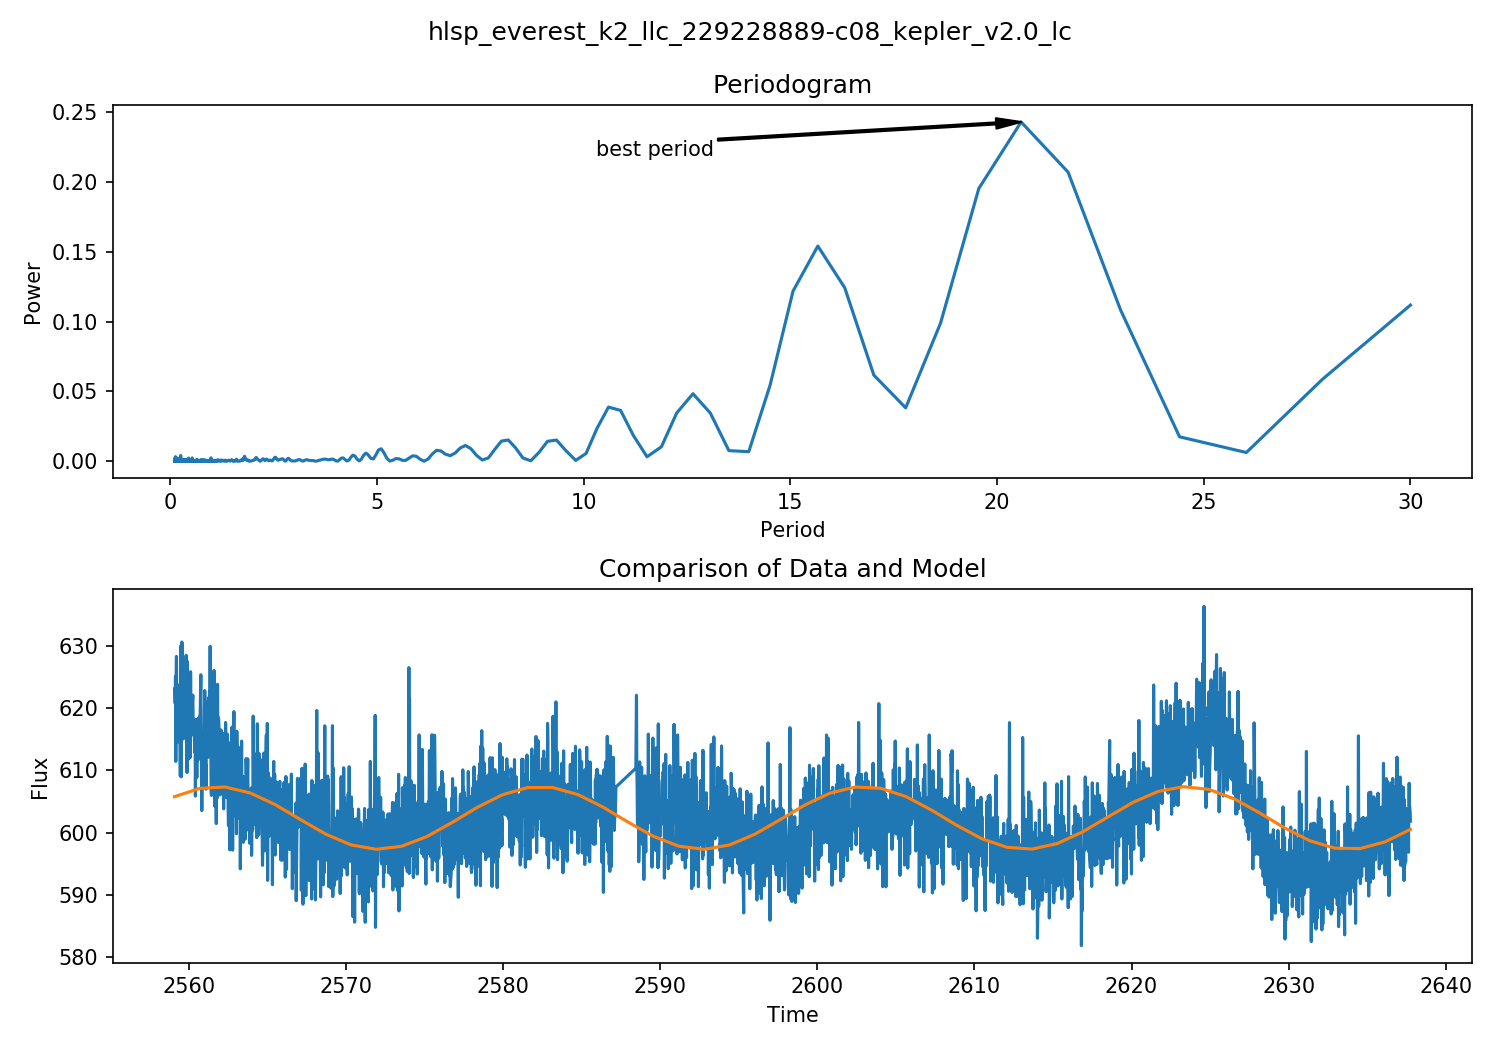 hlsp_everest_k2_llc_229228889-c08_kepler_v2.0_lc
Periodogram
0.25
0.20
0.15
0.10
0.05
0.00
Power
best period
0 5 10 15 20 25 30
Period
Comparison of Data and Model
630
620
610
600
590
580
Flux
2560 2570 2580 2590 2600 2610 2620 2630 2640
Time